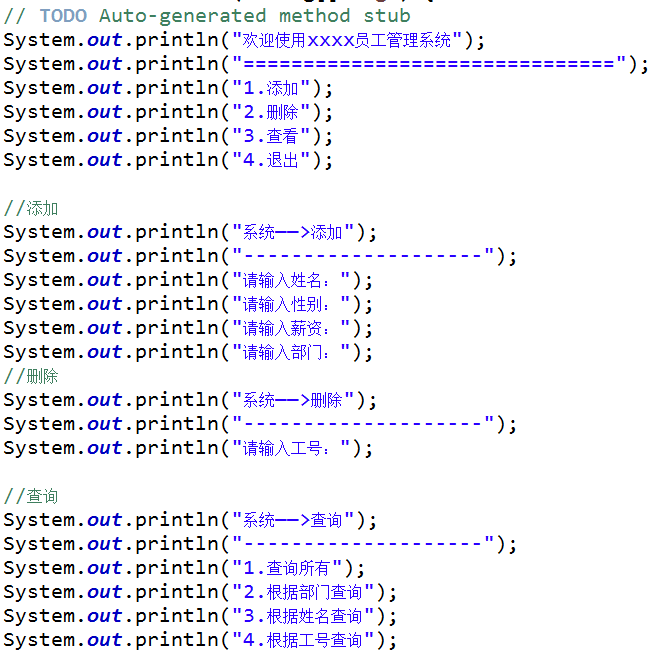 // TODO Auto-generated method stub
System.out.println("欢迎使用xxxx员工管理系统");
System.out.println("===============================");
System.out.println("1.添加");
System.out.println("2.删除");
System.out.println("3.查看");
System.out.println("4.退出");
//添加
System.out.println("系统——>添加");
System.out.println("--------------------");
System.out.println("请输入姓名：");
System.out.println("请输入性别：");
System.out.println("请输入薪资：");
System.out.println("请输入部门：");
//删除
System.out.println("系统——>删除");
System.out.println("--------------------");
System.out.println("请输入工号：");
//查询
System.out.println("系统——>查询");
System.out.println("--------------------");
System.out.println("1.查询所有");
System.out.println("2.根据部门查询");
System.out.println("3.根据姓名查询");
System.out.println("4.根据工号查询");